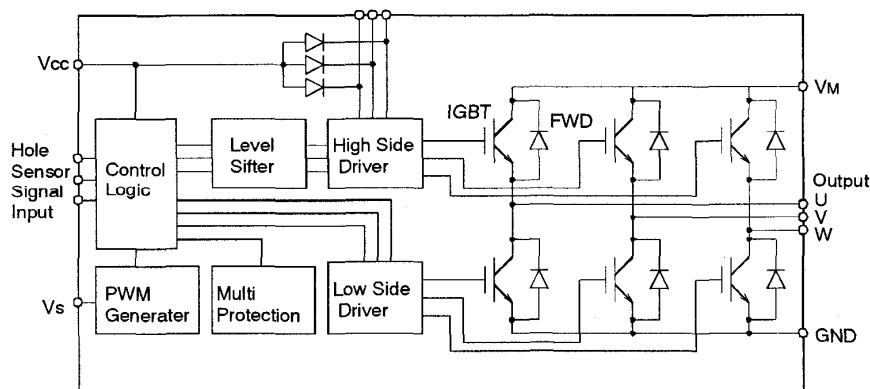 Vcc
VM
IGBT
FWD
Hole
Sensor
Signal
Input
Control
Logic
Level
Sifter
High Side
Driver
Output
U
V
W
Vs
PWM
Generater
Multi
Protection
Low Side
Driver
GND